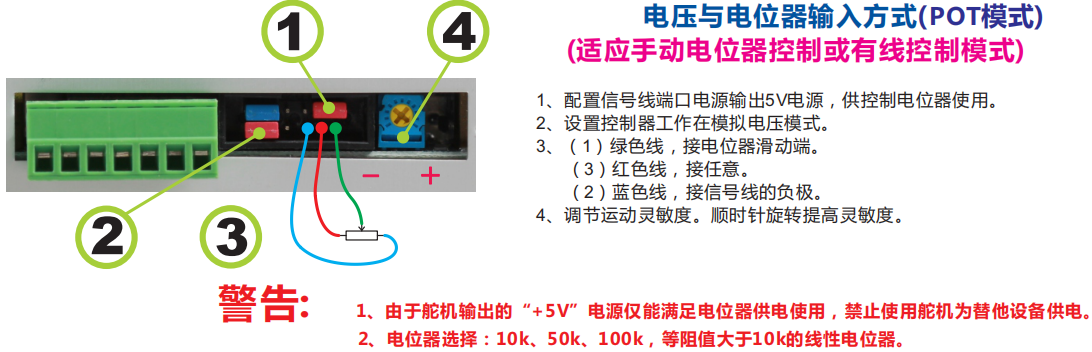 电压与电位器输入方式(POT模式)
(适应手动电位器控制或有线控制模式)
1
4
1、配置信号线端口电源输出5V电源，供控制电位器使用。
2、设置控制器工作在模拟电压模式。
3、（1）绿色线，接电位器滑动端。
（3）红色线，接任意。
（2）蓝色线，接信号线的负极。
4、调节运动灵敏度。顺时针旋转提高灵敏度。
− +
2
3
警告:
1、由于舵机输出的“+5V”电源仅能满足电位器供电使用，禁止使用舵机为替他设备供电。
2、电位器选择：10k、50k、100k，等阻值大于10k的线性电位器。